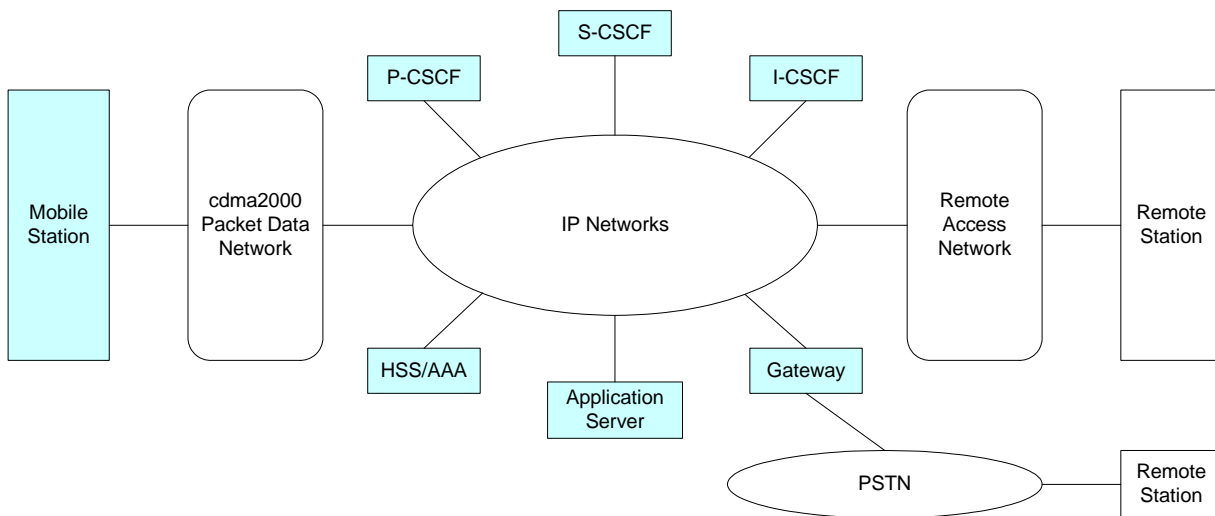 S-CSCF
P-CSCF
I-CSCF
Mobile
Station
cdma2000
Packet Data
Network
IP Networks
Remote
Access
Network
Remote
Station
HSS/AAA
Application
Server
Gateway
PSTN
Remote
Station